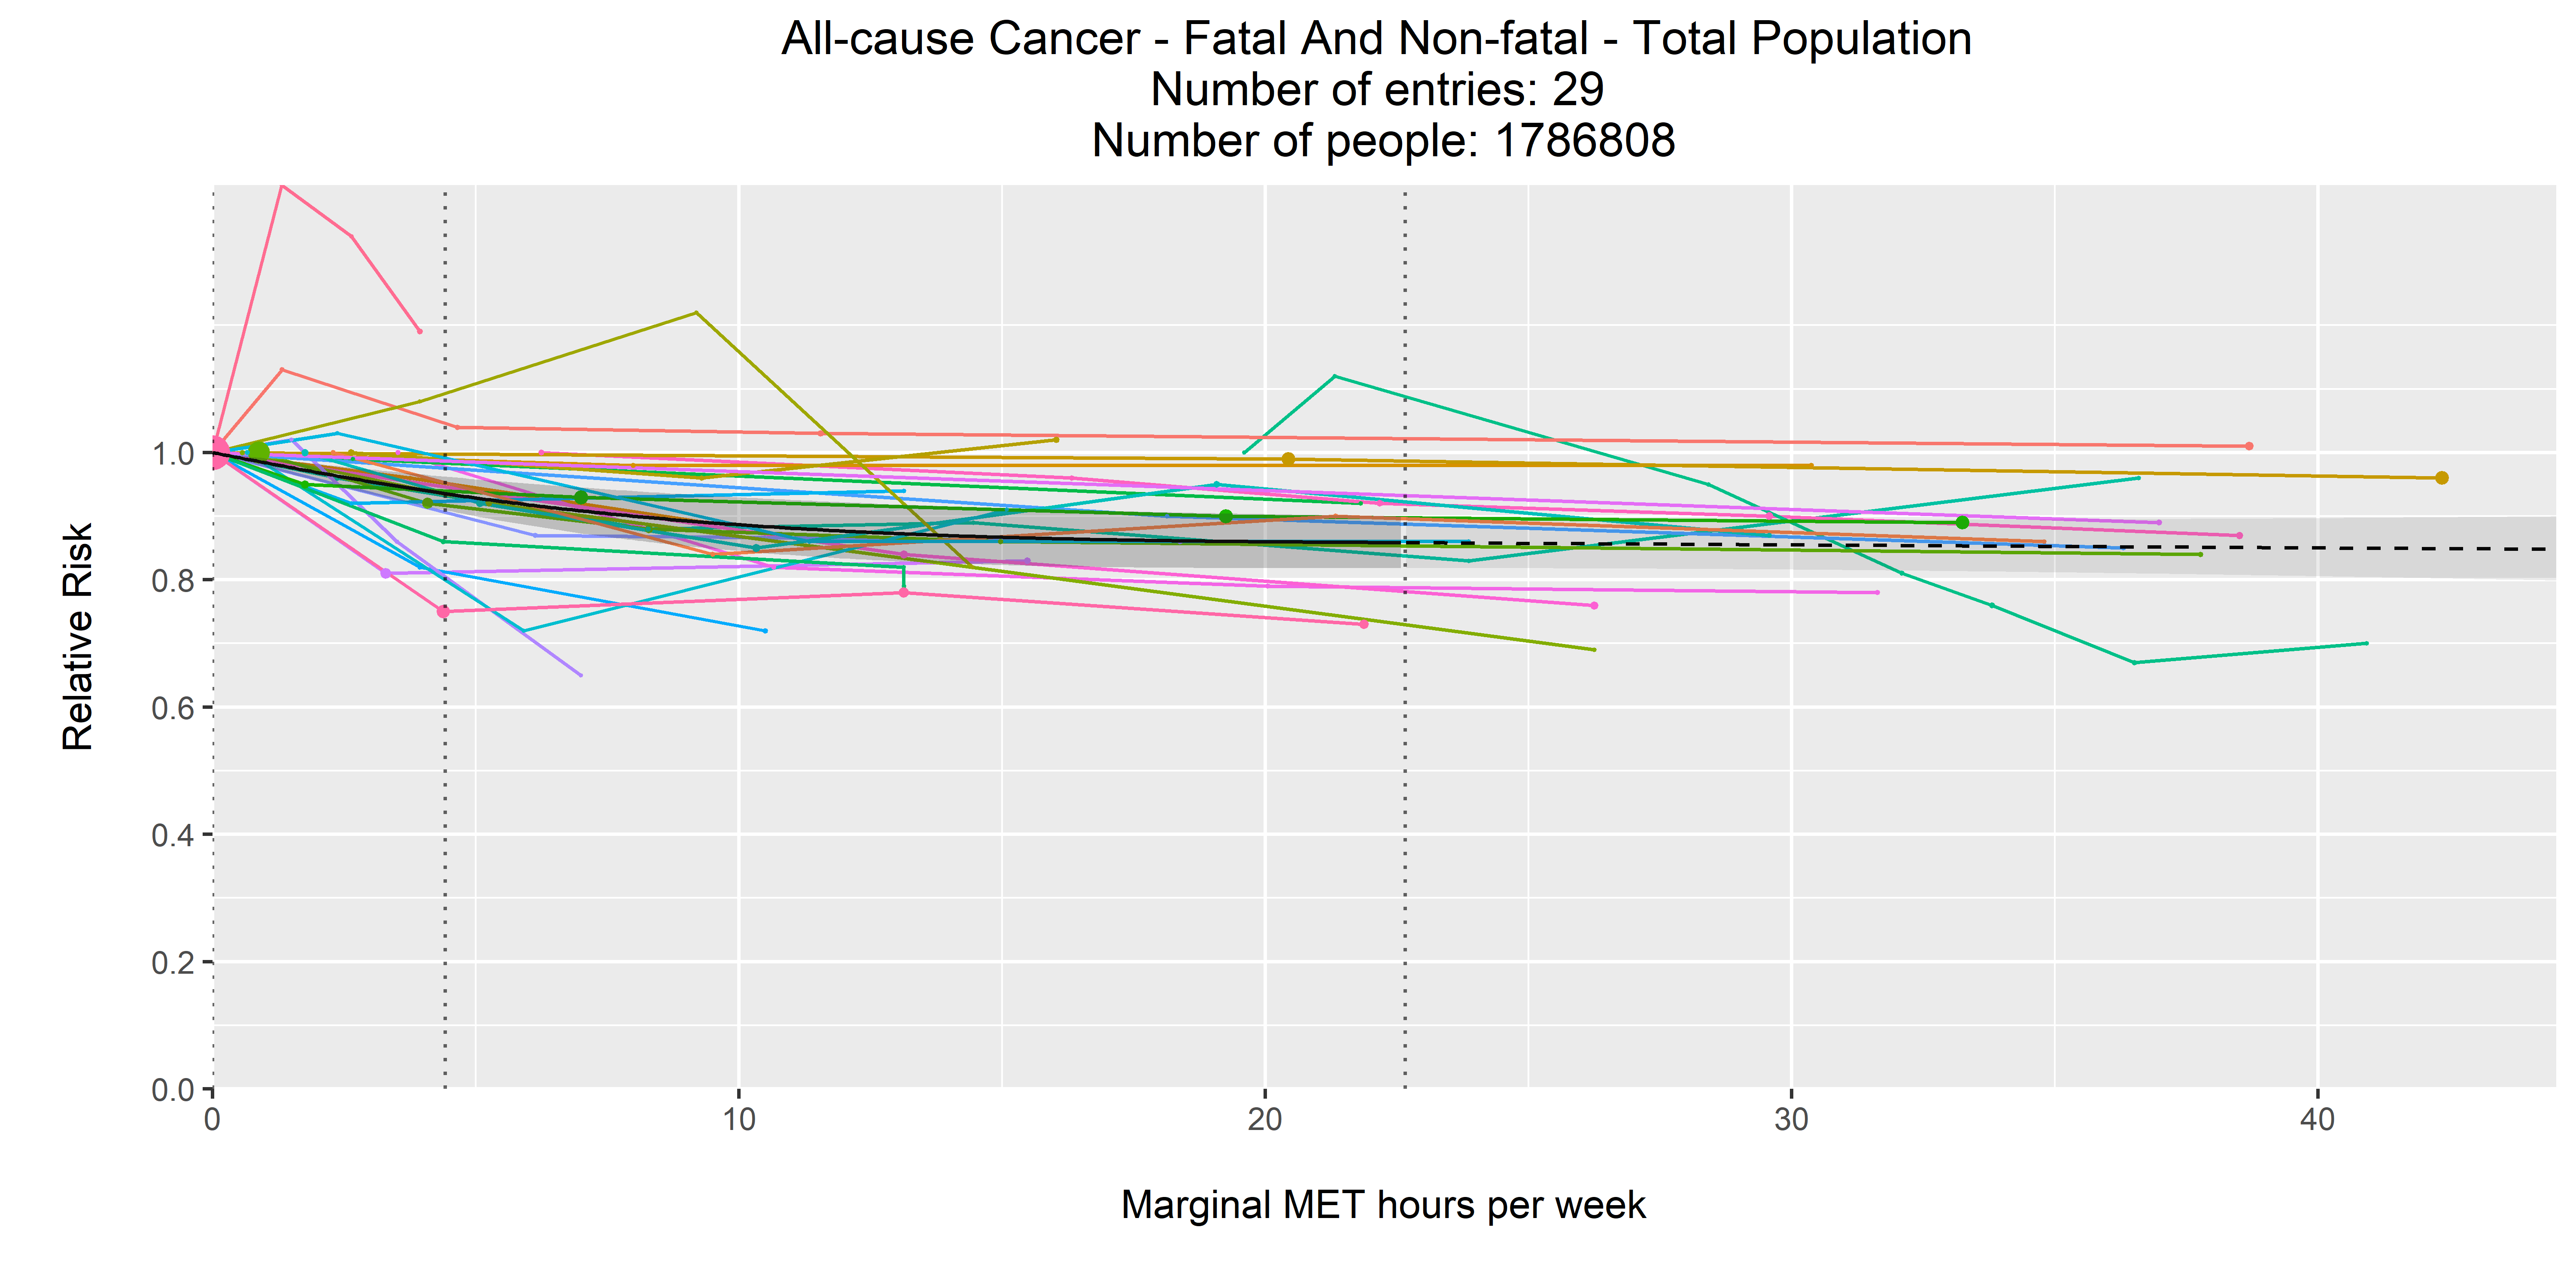 All-cause Cancer - Fatal And Non-fatal - Total Population
Number of entries: 29
Number of people: 1786808
Relative Risk
1.0
0.8
0.6
0.4
0.2
0.0
0 10 20 30 40
Marginal MET hours per week